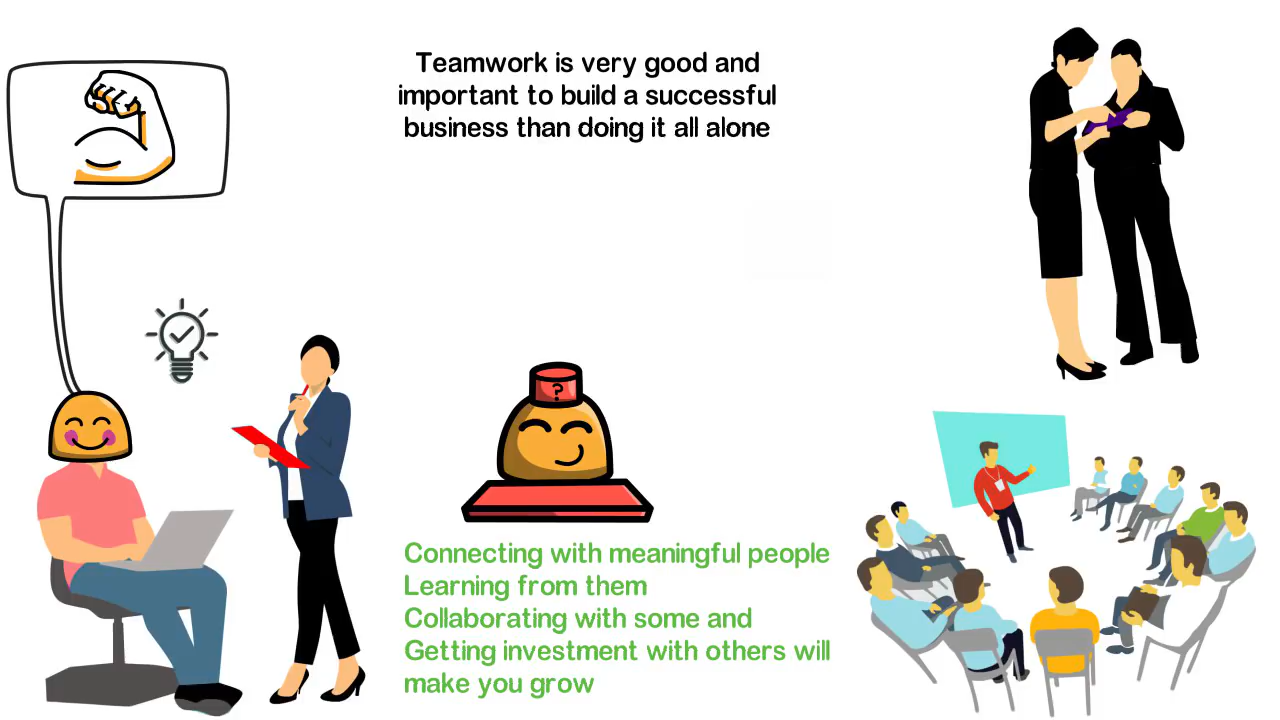 Teamwork is very good and
important to build a successful
business than doing it all alone
?
Connecting with meaningful people
Learning from them
Collaborating with some and
Getting investment with others will
make you grow